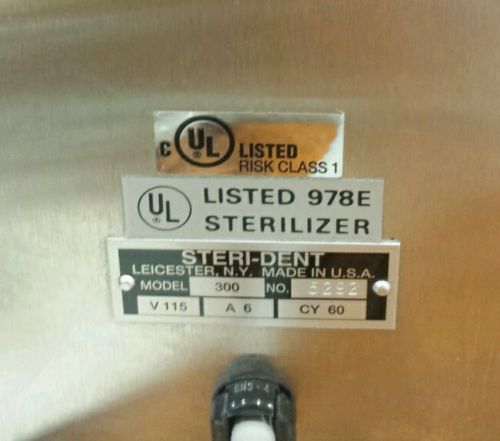 C UL LISTED
RISK CLASS 1
UL LISTED 978E
STERILIZER
STERI-DENT
LEICESTER, N.Y. MADE IN U.S.A.
MODEL 300 NO. 5292
V 115 A 6 CY 60